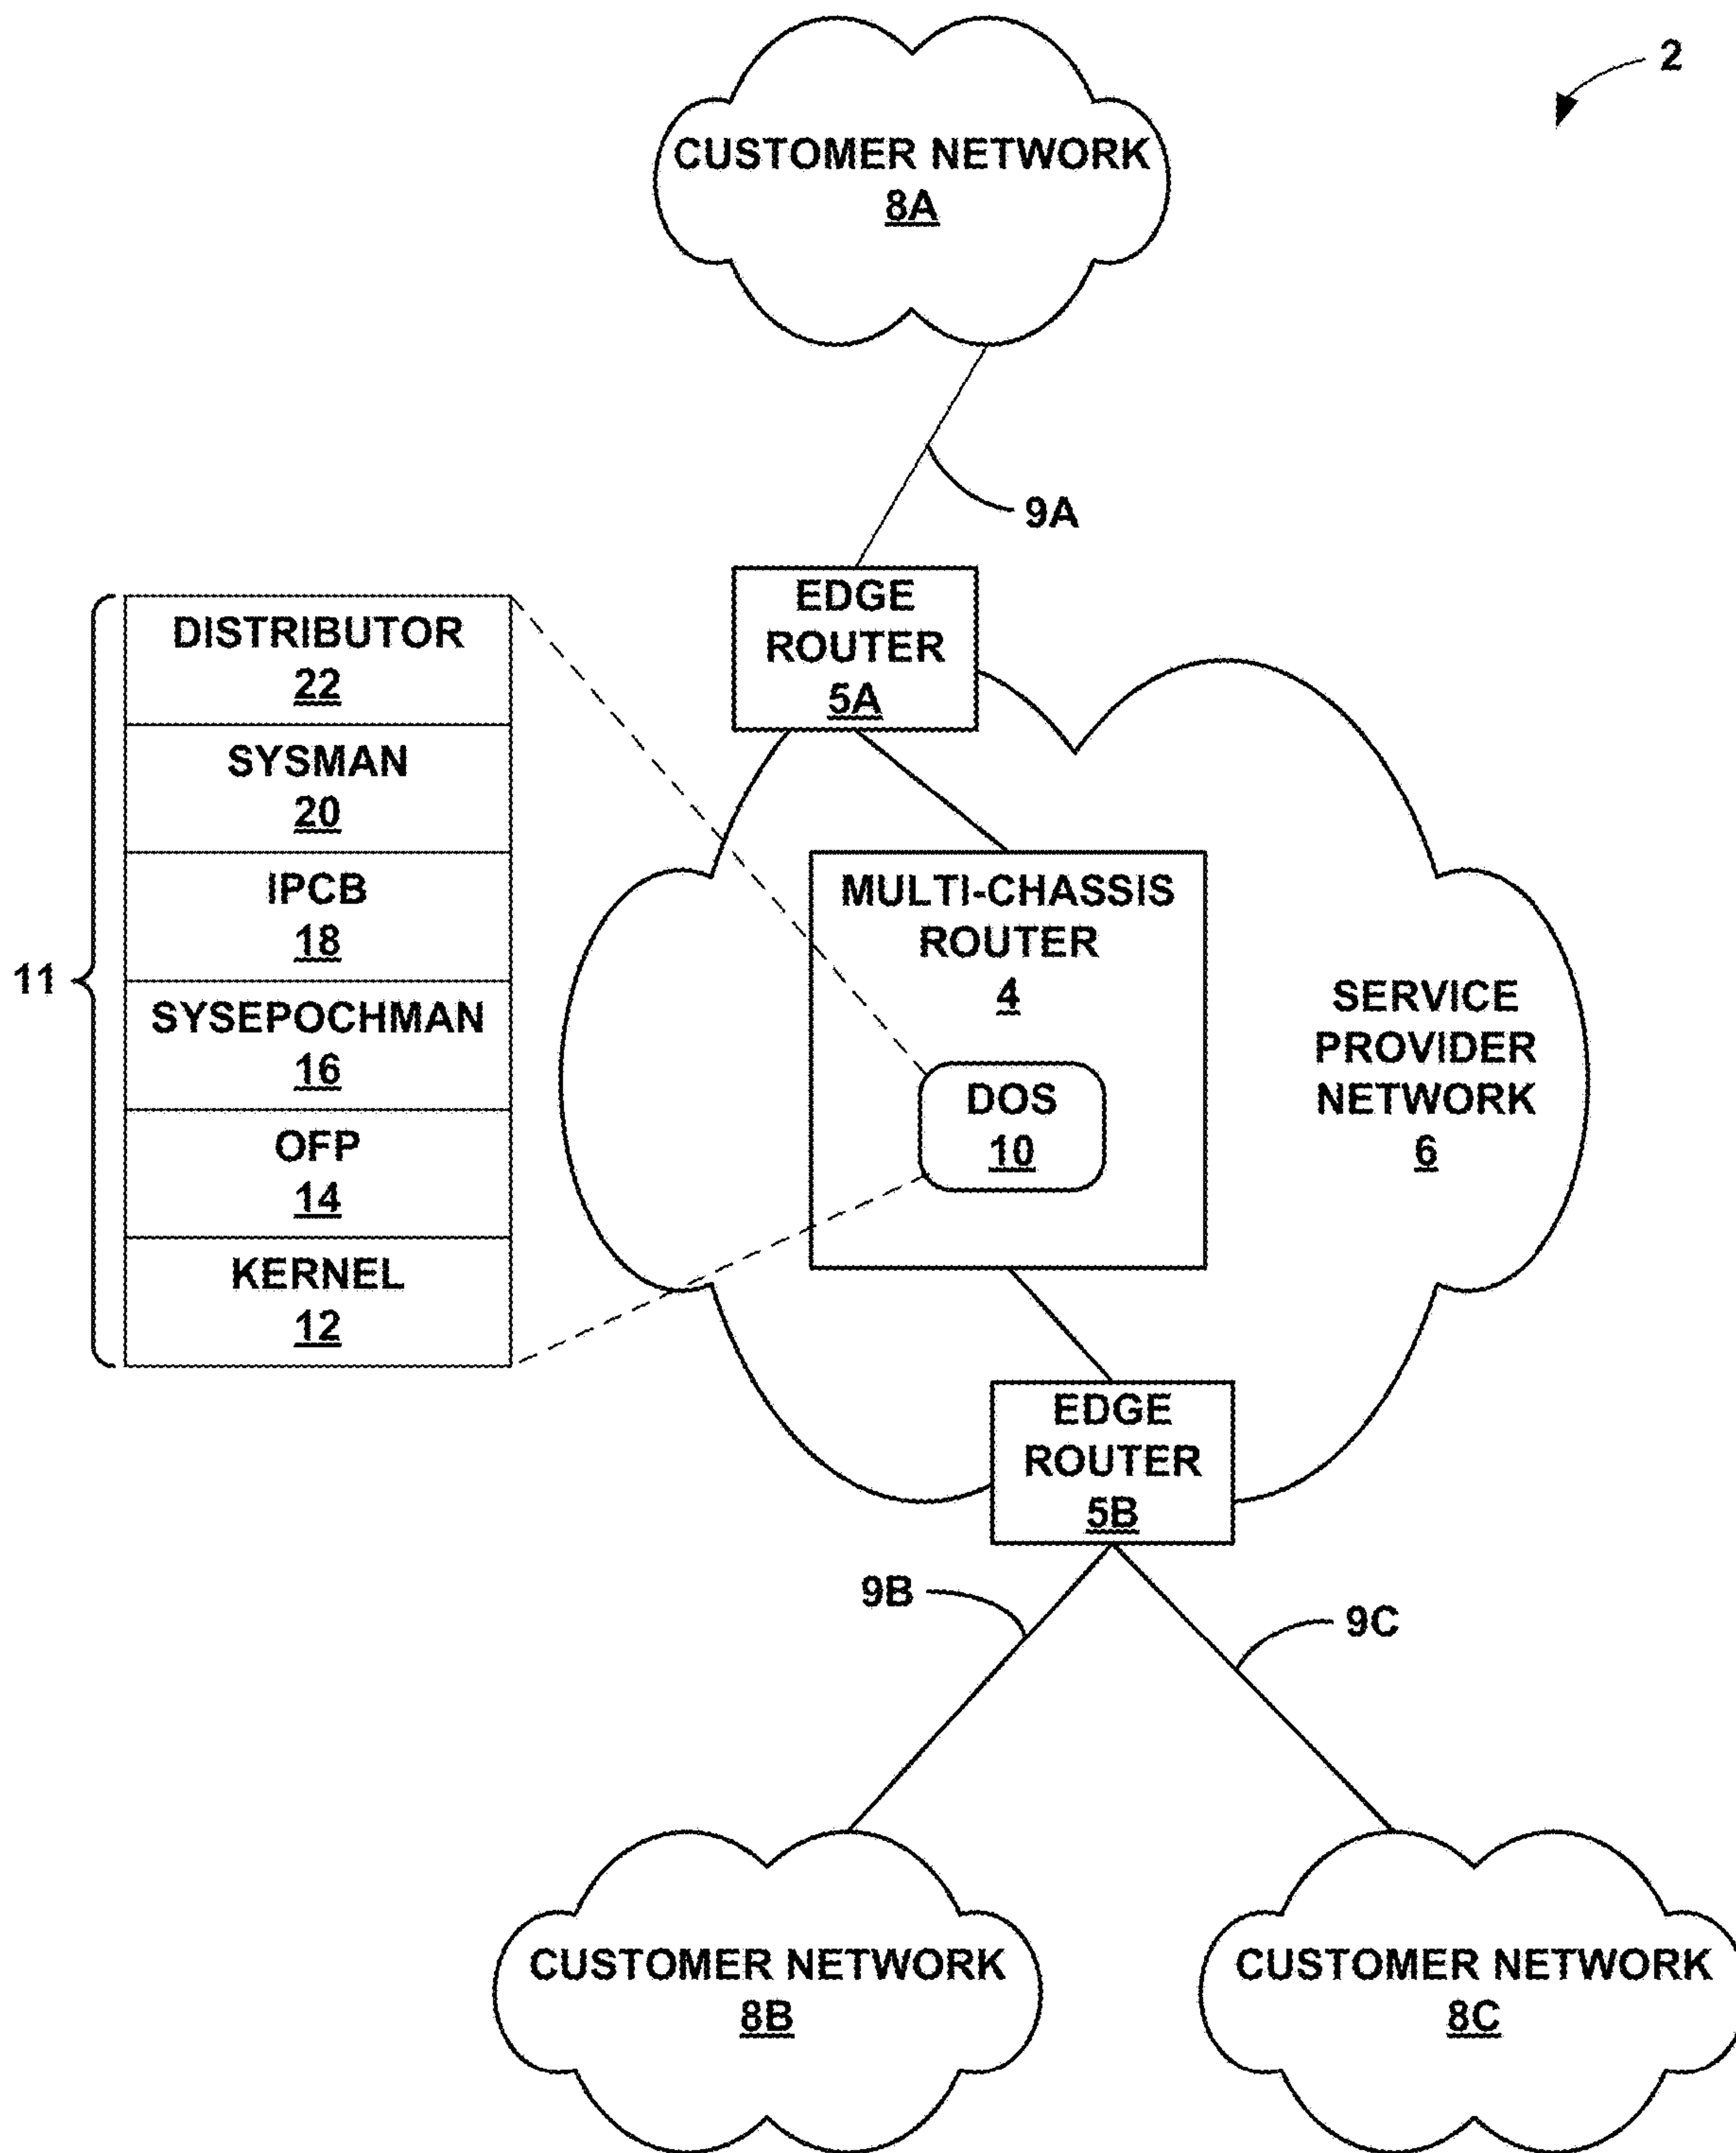 2
CUSTOMER NETWORK
8A
9A
EDGE
ROUTER
5A
11
DISTRIBUTOR
22
SYSMAN
20
IPCB
18
SYSEPOCHMAN
16
OFP
14
KERNEL
12
MULTI-CHASSIS
ROUTER
4
DOS
10
SERVICE
PROVIDER
NETWORK
6
EDGE
ROUTER
5B
9B
9C
CUSTOMER NETWORK
8B
CUSTOMER NETWORK
8C